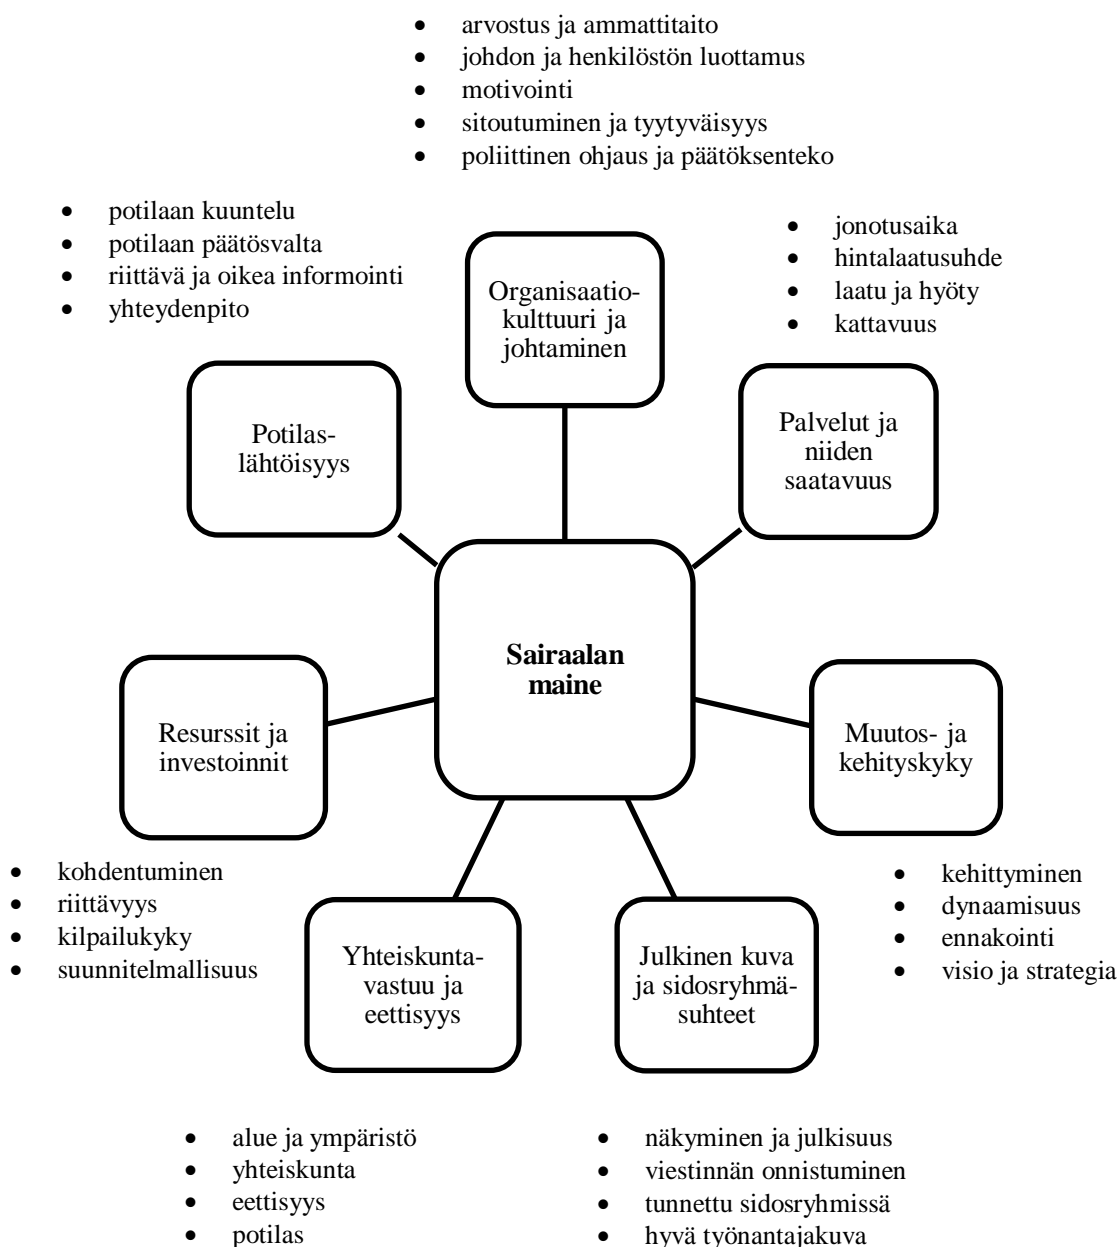 • arvostus ja ammattitaito
• johdon ja henkilöstön luottamus
• motivointi
• sitoutuminen ja tyytyväisyys
• poliittinen ohjaus ja päätöksenteko
• potilaan kuuntelu
• potilaan päätösvalta
• riittävä ja oikea informointi
• yhteydenpito
• jonotusaika
• hintalaatusuhde
• laatu ja hyöty
• kattavuus
Organisaatio-
kulttuuri ja
johtaminen
Potilas-
lähtöisyys
Palvelut ja
niiden
saatavuus
Sairaalan
maine
Resurssit ja
investoinnit
Muutos- ja
kehityskyky
• kohdentuminen
• riittävyys
• kilpailukyky
• suunnitelmallisuus
• kehittyminen
• dynaamisuus
• ennakointi
• visio ja strategia
Yhteiskunta-
vastuu ja
eettisyys
Julkinen kuva
ja sidosryhmä-
suhteet
• alue ja ympäristö
• yhteiskunta
• eettisyys
• potilas
• näkyminen ja julkisuus
• viestinnän onnistuminen
• tunnettu sidosryhmissä
• hyvä työnantajakuva